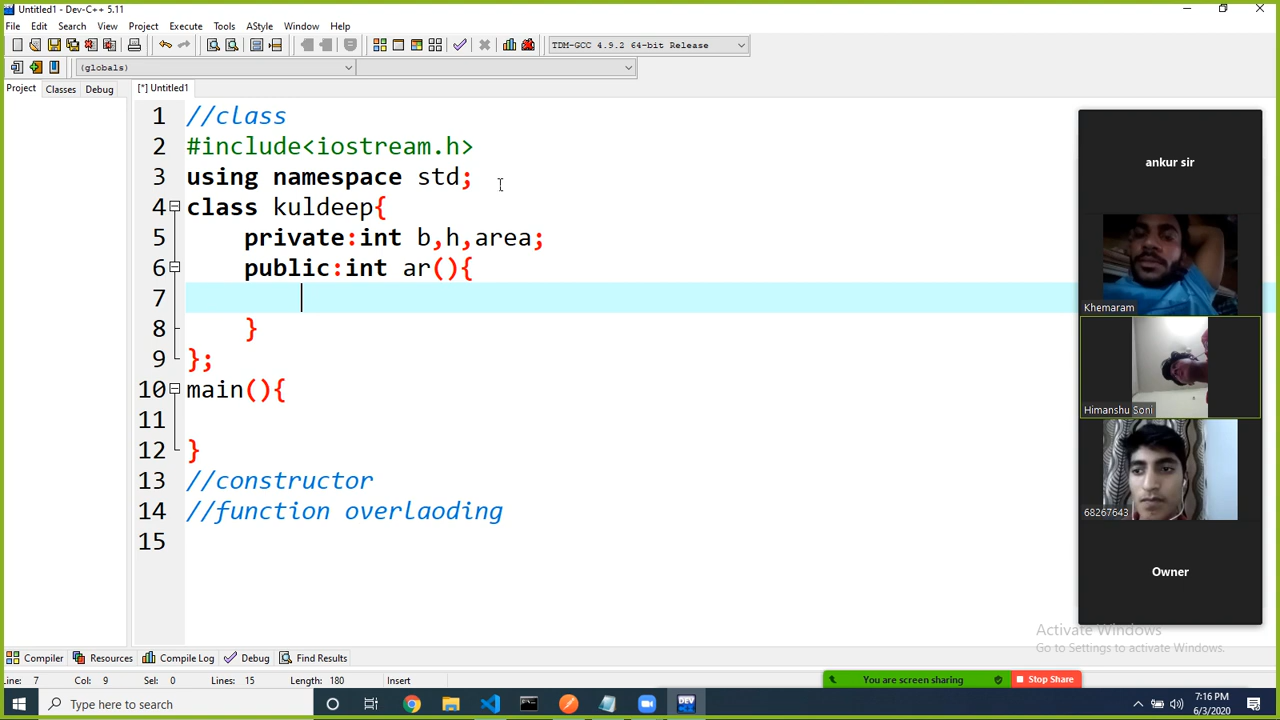 Untitled1 - Dev-C++ 5.11
File Edit Search View Project Execute Tools AStyle Window Help
TDM-GCC 4.9.2 64-bit Release
(globals)
Project Classes Debug [*] Untitled1
1 //class
2 #include<iostream.h>
3 using namespace std;
4 class kuldeep{
5 private:int b,h,area;
6 public:int ar(){
7
8 }
9 };
10 main(){
11
12 }
13 //constructor
14 //function overlaoding
15
ankur sir
Khemaram
Himanshu Soni
68267643
Owner
Activate Windows
Go to Settings to activate Windows.
Compiler Resources Compile Log Debug Find Results
Line: 7 Col: 9 Sel: 0 Lines: 15 Length: 180 Insert
You are screen sharing Stop Share
Type here to search
DEV
7:16 PM
6/3/2020